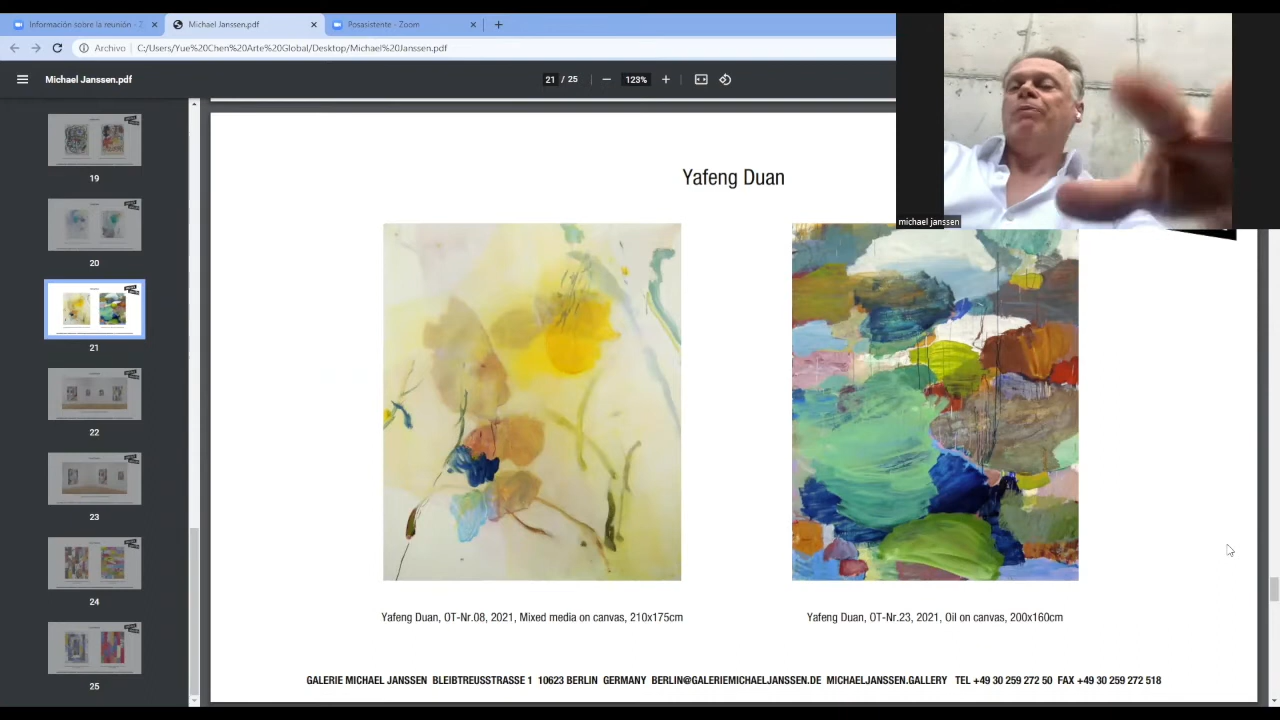 Información sobre la reunión - Z
Michael Janssen.pdf
Posasistente - Zoom
Archivo
C:/Users/Yue%20Chen%20Arte%20Global/Desktop/Michael%20Janssen.pdf
Michael Janssen.pdf
21 / 25
123%
michael janssen
19
20
21
22
23
24
25
Yafeng Duan
Yafeng Duan, OT-Nr.08, 2021, Mixed media on canvas, 210x175cm
Yafeng Duan, OT-Nr.23, 2021, Oil on canvas, 200x160cm
GALERIE MICHAEL JANSSEN BLEIBTREUSSTRASSE 1 10623 BERLIN GERMANY BERLIN@GALERIEMICHAELJANSSEN.DE MICHAELJANSSEN.GALLERY TEL +49 30 259 272 50 FAX +49 30 259 272 518